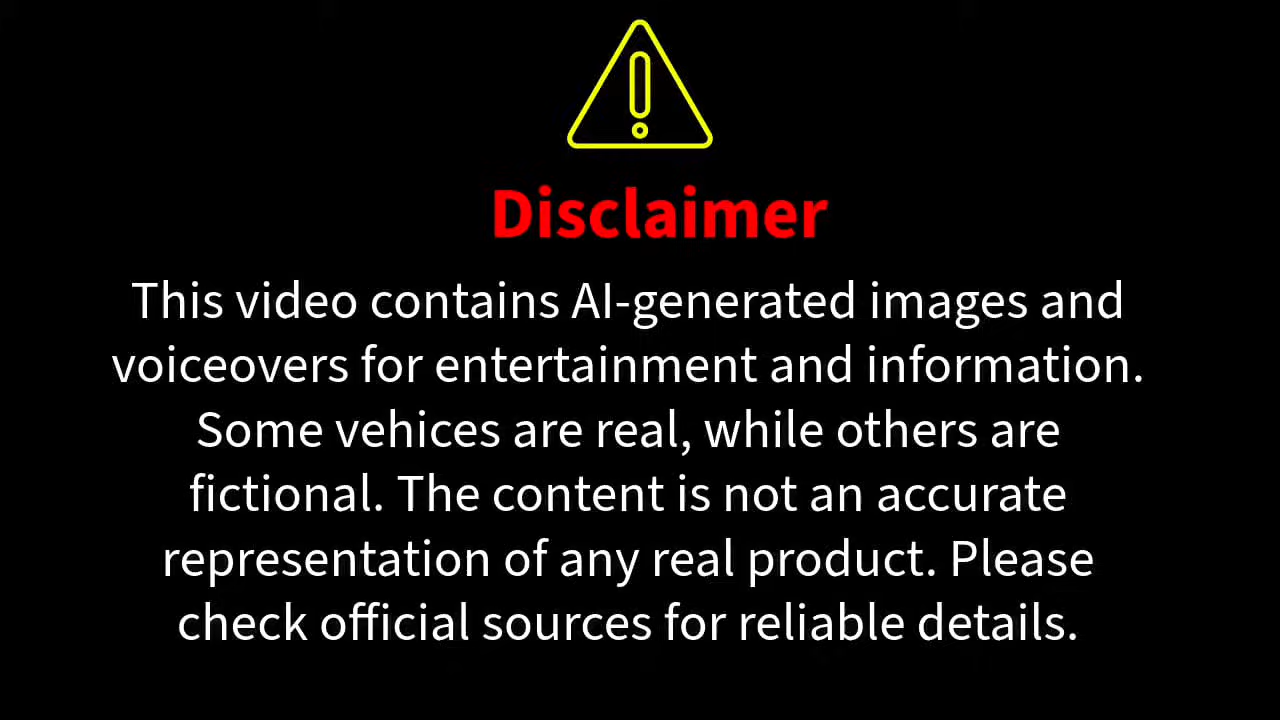 Disclaimer
This video contains AI-generated images and
voiceovers for entertainment and information.
Some vehices are real, while others are
fictional. The content is not an accurate
representation of any real product. Please
check official sources for reliable details.